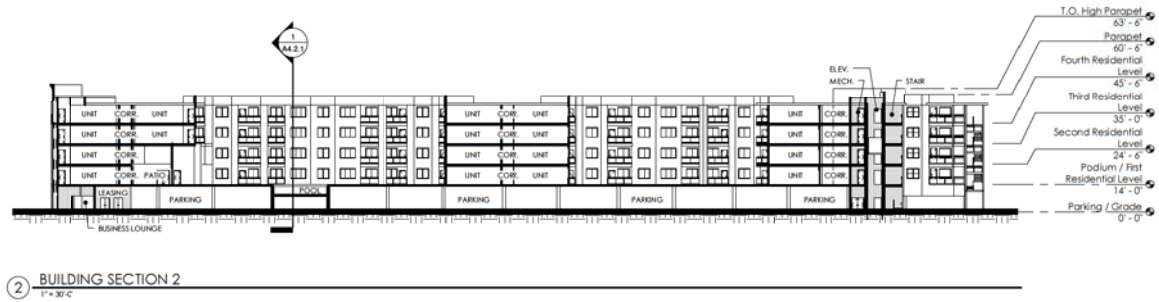 T.O. High Parapet
63' - 6"
1
A4.2.1
Parapet
60' - 6"
Fourth Residential
Level
45' - 6"
ELEV.
MECH.
STAIR
Third Residential
Level
35' - 0"
UNIT CORR. UNIT UNIT CORR. UNIT UNIT CORR.
UNIT CORR. UNIT UNIT CORR. UNIT UNIT CORR.
Second Residential
Level
24' - 6"
UNIT CORR. UNIT CORR. UNIT UNIT CORR.
UNIT CORR. PATIO UNIT CORR. UNIT UNIT CORR.
Podium / First
Residential Level
14' - 0"
LEASING
POOL
PARKING PARKING PARKING PARKING
Parking / Grade
0' - 0"
BUSINESS LOUNGE
2 BUILDING SECTION 2
1" = 30'-0"